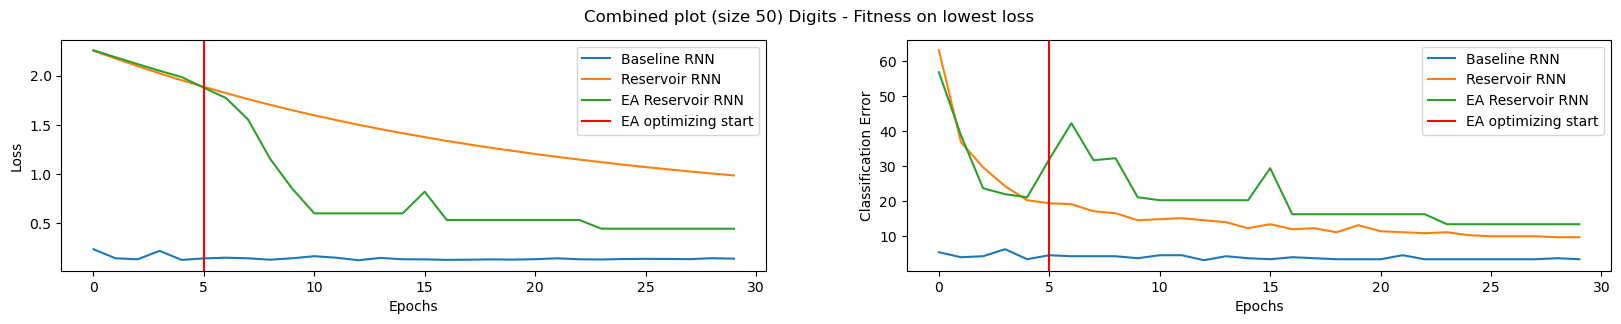 Combined plot (size 50) Digits - Fitness on lowest loss
Loss
2.0
1.5
1.0
0.5
0
5
10
15
20
25
30
Epochs
Baseline RNN
Reservoir RNN
EA Reservoir RNN
EA optimizing start
Classification Error
60
50
40
30
20
10
0
5
10
15
20
25
30
Epochs
Baseline RNN
Reservoir RNN
EA Reservoir RNN
EA optimizing start